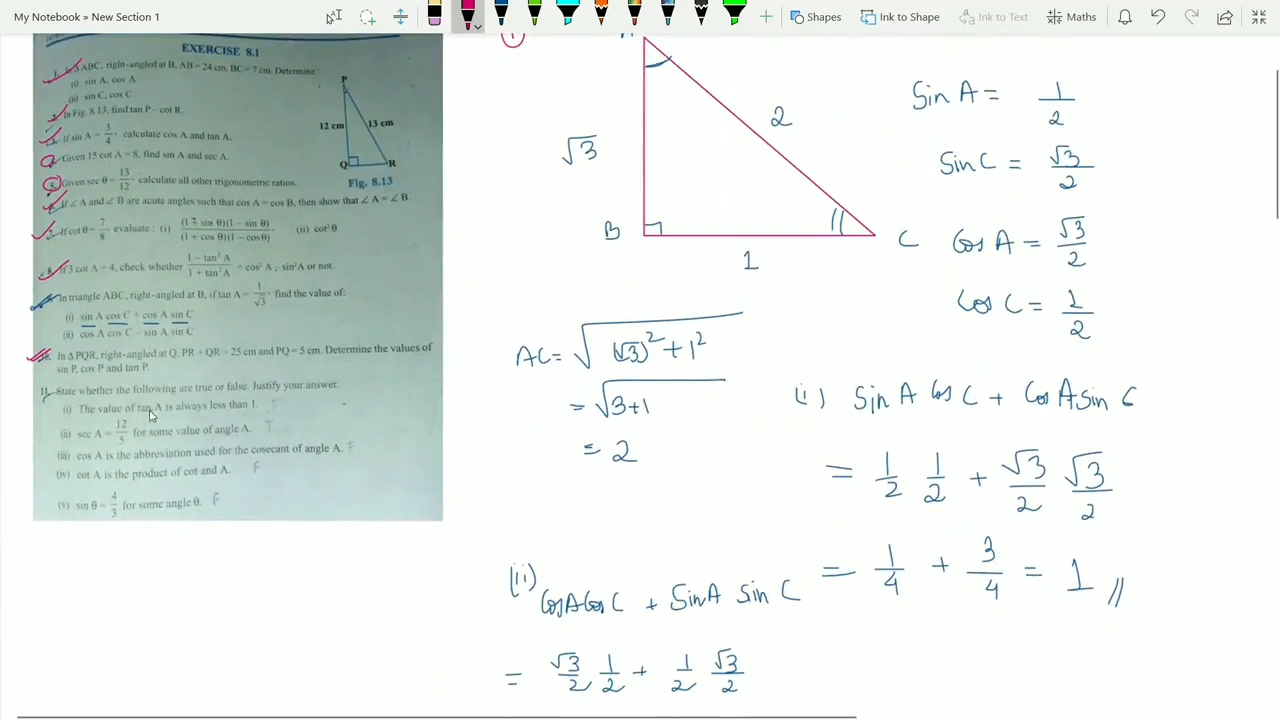 My Notebook » New Section 1
Shapes
Ink to Shape
Ink to Text
Maths
EXERCISE 8.1
ABC, right-angled at B, AB = 24 cm, BC = 7 cm. Determine :
(i) sin A, cos A
(ii) sin C, cos C
In Fig. 8.13, find tan P – cot R.
If sin A = 3/4, calculate cos A and tan A.
Given 15 cot A = 8, find sin A and sec A.
5. Given sec θ = 13/12, calculate all other trigonometric ratios.
If ∠ A and ∠ B are acute angles such that cos A = cos B, then show that ∠ A = ∠ B.
If cot θ = 7/8, evaluate : (i) (1 + sin θ)(1 – sin θ)/(1 + cos θ)(1 – cos θ), (ii) cot² θ
8. If 3 cot A = 4, check whether 1 – tan² A/1 + tan² A = cos² A – sin² A or not.
In triangle ABC, right-angled at B, if tan A = 1/√3, find the value of:
(i) sin A cos C + cos A sin C
(ii) cos A cos C – sin A sin C
In Δ PQR, right-angled at Q, PR + QR = 25 cm and PQ = 5 cm. Determine the values of
sin P, cos P and tan P.
11. State whether the following are true or false. Justify your answer.
(i) The value of tan A is always less than 1.
(ii) sec A = 12/5 for some value of angle A. T
(iii) cos A is the abbreviation used for the cosecant of angle A. F
(iv) cot A is the product of cot and A. F
(v) sin θ = 4/3 for some angle θ. F
P
12 cm
13 cm
Q
R
Fig. 8.13
√3
2
B
1
C
Sin A = 1/2
Sin C = √3/2
Cos A = √3/2
Cos C = 1/2
AC = √(√3)² + 1²
= √3+1
= 2
(i) Sin A Cos C + Cos A Sin C
= 1/2 1/2 + √3/2 √3/2
= 1/4 + 3/4 = 1 //
(ii) Cos A Cos C + Sin A Sin C
= √3/2 1/2 + 1/2 √3/2